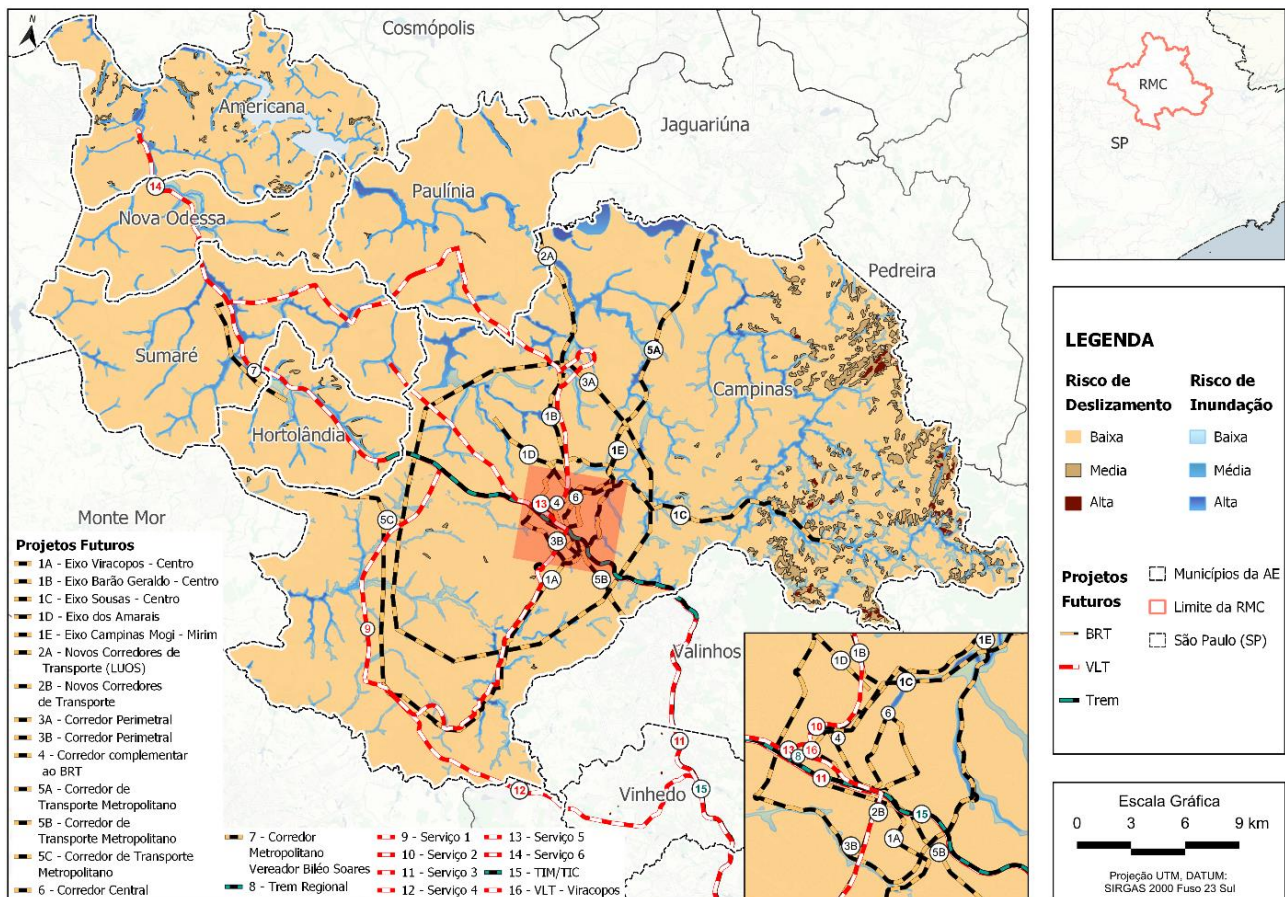 N
Cosmópolis
Americana
Jaguariúna
14
Paulínia
Nova Odessa
2A
Pedreira
Sumaré
7
5A
3A
Campinas
1B
Hortolândia
1D
1E
13
4
6
5C
1C
3B
1A
5B
9
Monte Mor
Valinhos
11
12
Vinhedo
15
Projetos Futuros
1A - Eixo Viracopos - Centro
1B - Eixo Barão Geraldo - Centro
1C - Eixo Sousas - Centro
1D - Eixo dos Amarais
1E - Eixo Campinas Mogi - Mirim
2A - Novos Corredores de
Transporte (LUOS)
2B - Novos Corredores
de Transporte
3A - Corredor Perimetral
3B - Corredor Perimetral
4 - Corredor complementar
ao BRT
5A - Corredor de
Transporte Metropolitano
5B - Corredor de
Transporte Metropolitano
5C - Corredor de Transporte
Metropolitano
6 - Corredor Central
7 - Corredor
Metropolitano
Vereador Biléo Soares
8 - Trem Regional
9 - Serviço 1
10 - Serviço 2
11 - Serviço 3
12 - Serviço 4
13 - Serviço 5
14 - Serviço 6
15 - TIM/TIC
16 - VLT - Viracopos
1D
1B
1E
1C
6
10
4
13
8
16
11
2B
15
1A
3B
5B
RMC
SP
LEGENDA
Risco de
Deslizamento
Baixa
Media
Alta
Risco de
Inundação
Baixa
Média
Alta
Projetos
Futuros
BRT
VLT
Trem
Municípios da AE
Limite da RMC
São Paulo (SP)
Escala Gráfica
0 3 6 9 km
Projeção UTM, DATUM:
SIRGAS 2000 Fuso 23 Sul